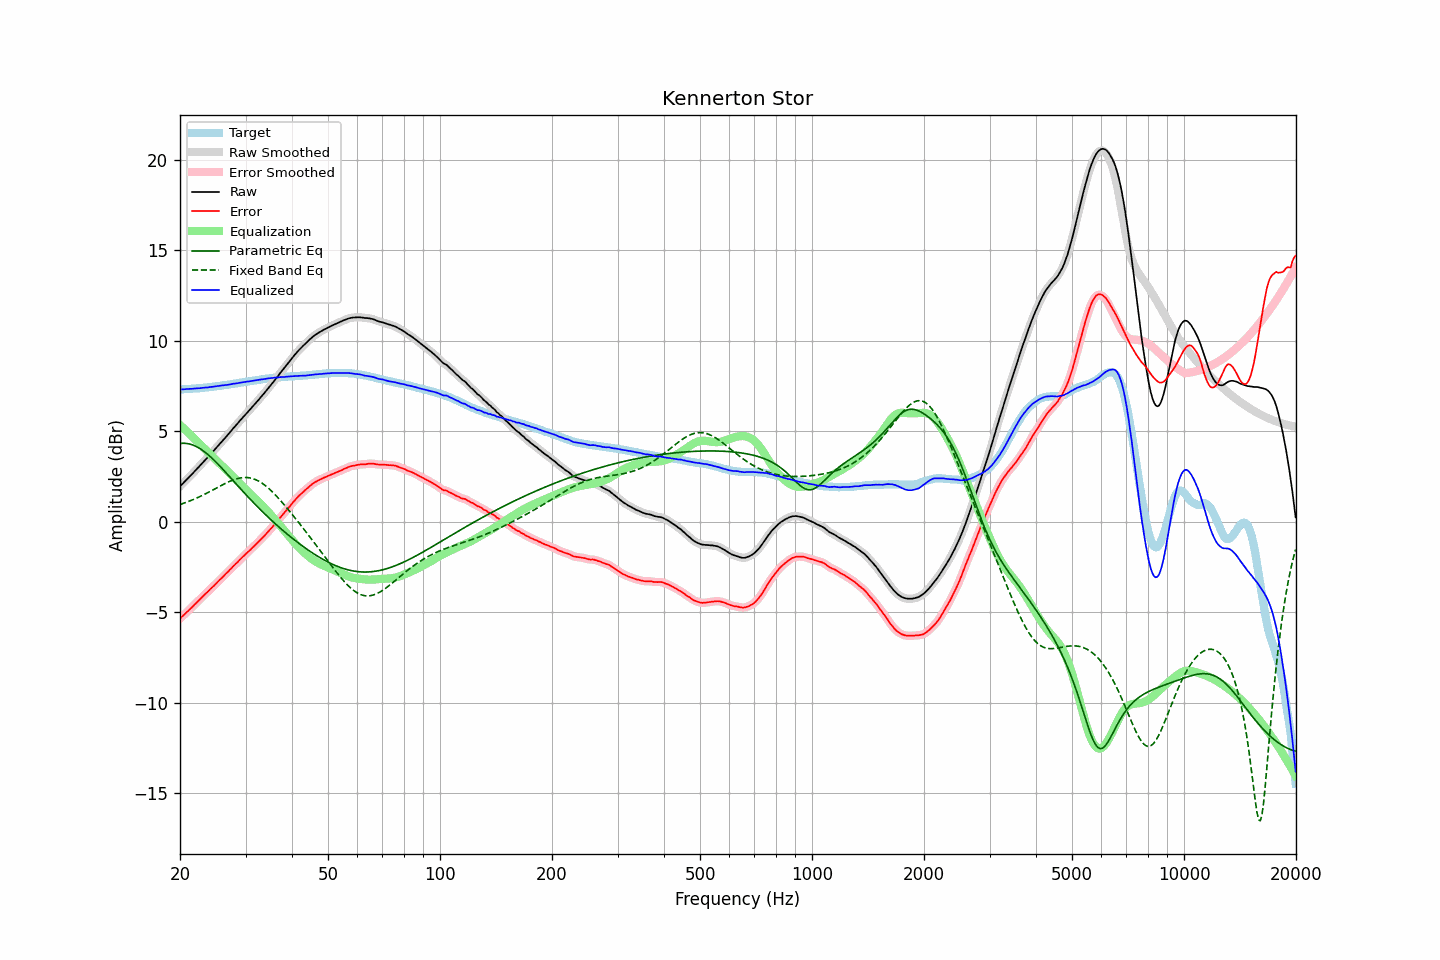 Kennerton Stor
Target
Raw Smoothed
Error Smoothed
Raw
Error
Equalization
Parametric Eq
Fixed Band Eq
Equalized
20
15
10
5
0
−5
−10
−15
Amplitude (dBr)
20 50 100 200 500 1000 2000 5000 10000 20000
Frequency (Hz)